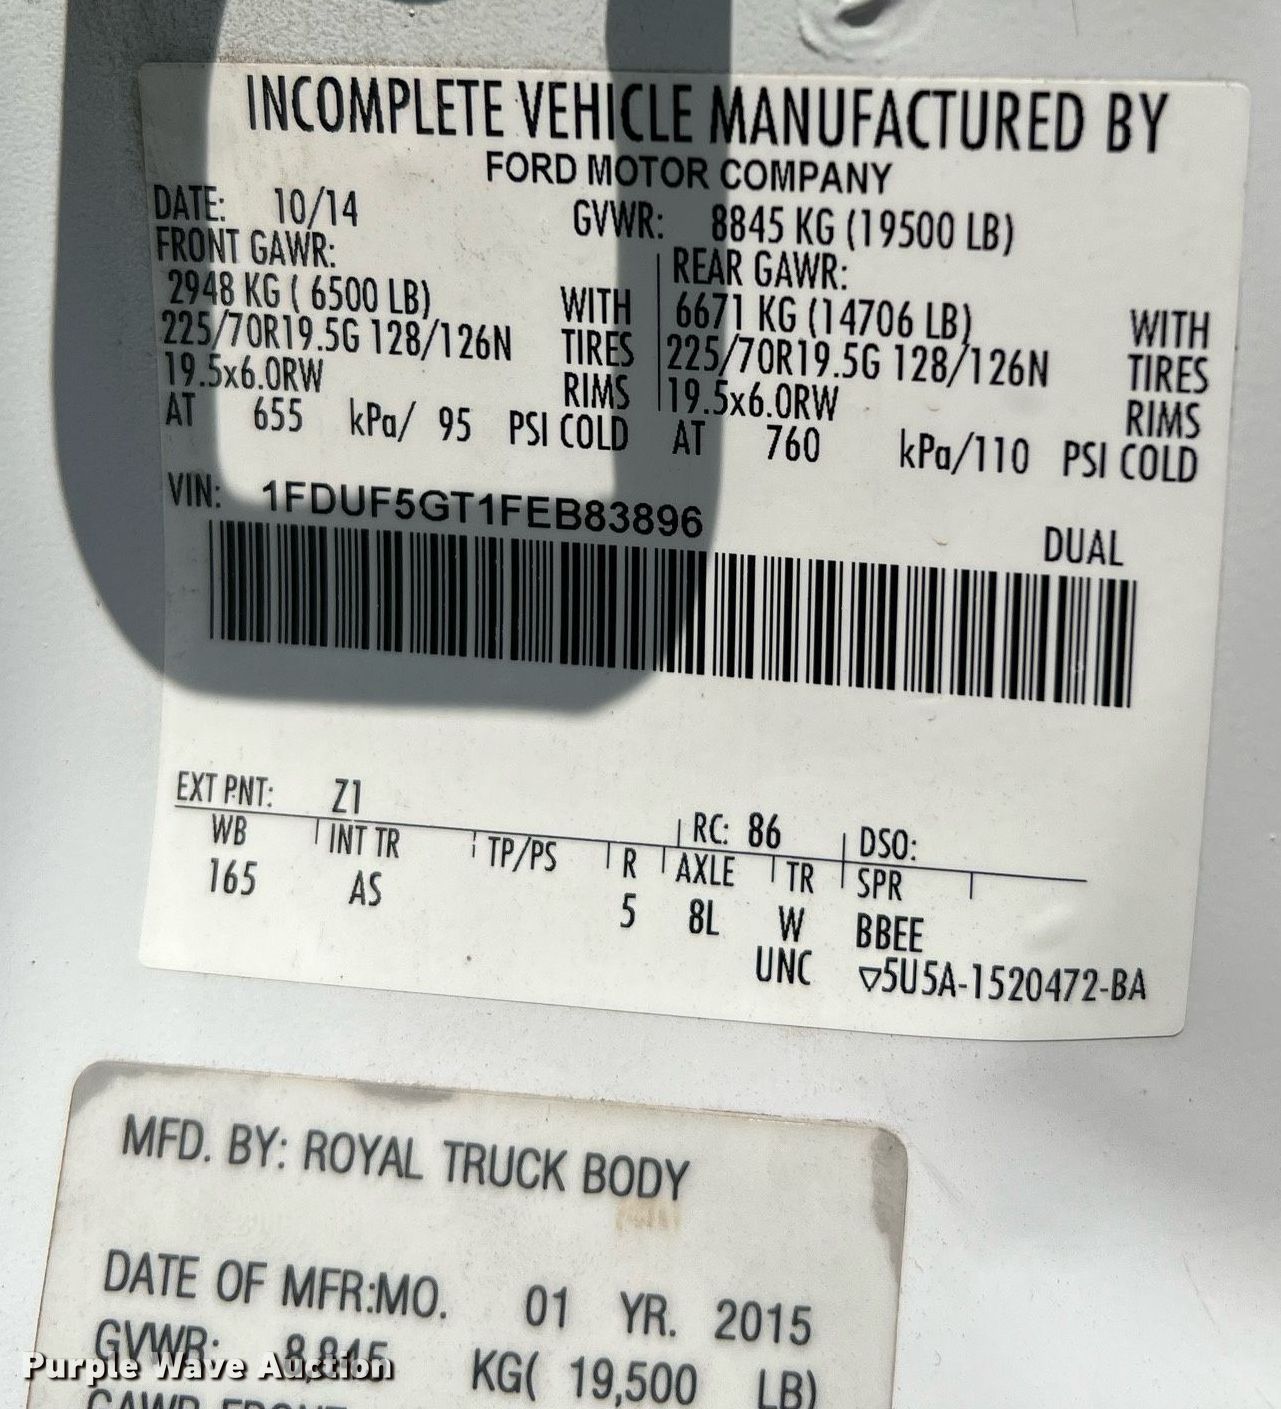 INCOMPLETE VEHICLE MANUFACTURED BY
FORD MOTOR COMPANY
DATE: 10/14 GVWR: 8845 KG (19500 LB)
FRONT GAWR: REAR GAWR:
2948 KG ( 6500 LB) WITH 6671 KG (14706 LB) WITH
225/70R19.5G 128/126N TIRES 225/70R19.5G 128/126N TIRES
19.5x6.0RW RIMS 19.5x6.0RW RIMS
AT 655 kPa/ 95 PSI COLD AT 760 kPa/110 PSI COLD
VIN: 1FDUF5GT1FEB83896
DUAL
EXT PNT: Z1 RC: 86 DSO:
WB INT TR TP/PS R AXLE TR SPR
165 AS 5 8L W BBEE
UNC ▽5U5A-1520472-BA
MFD. BY: ROYAL TRUCK BODY
DATE OF MFR:MO. 01 YR. 2015
GVWR: 8,845 KG( 19,500 LB)
Purple Wave Auction
GAWR FRONT